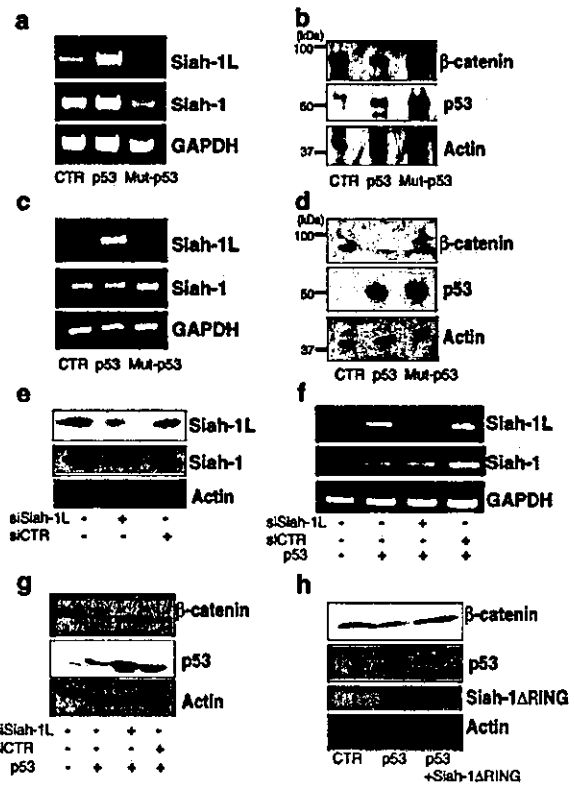 a
Siah-1L
Siah-1
GAPDH
CTR p53 Mut-p53
b
(kDa)
100
β-catenin
50
p53
37
Actin
CTR p53 Mut-p53
c
Siah-1L
Siah-1
GAPDH
CTR p53 Mut-p53
d
(kDa)
100
β-catenin
50
p53
37
Actin
CTR p53 Mut-p53
e
Siah-1L
Siah-1
Actin
siSiah-1L - + -
siCTR - - +
f
Siah-1L
Siah-1
GAPDH
siSiah-1L - - + -
siCTR - - - +
p53 - + + +
g
β-catenin
p53
Actin
iSiah-1L - - + -
iCTR - - - +
p53 - + + +
h
β-catenin
p53
Siah-1ΔRING
Actin
CTR p53 p53
+Siah-1ΔRING